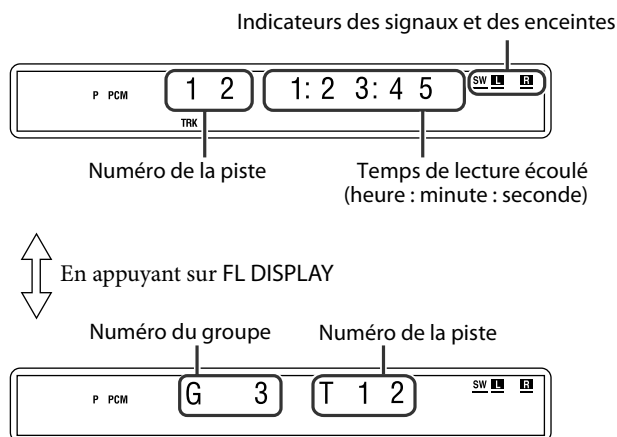 Indicateurs des signaux et des enceintes
P PCM 1 2 1: 2 3: 4 5 SW L R
TRK
Numéro de la piste Temps de lecture écoulé
(heure : minute : seconde)
En appuyant sur FL DISPLAY
Numéro du groupe Numéro de la piste
P PCM G 3 T 1 2 SW L R